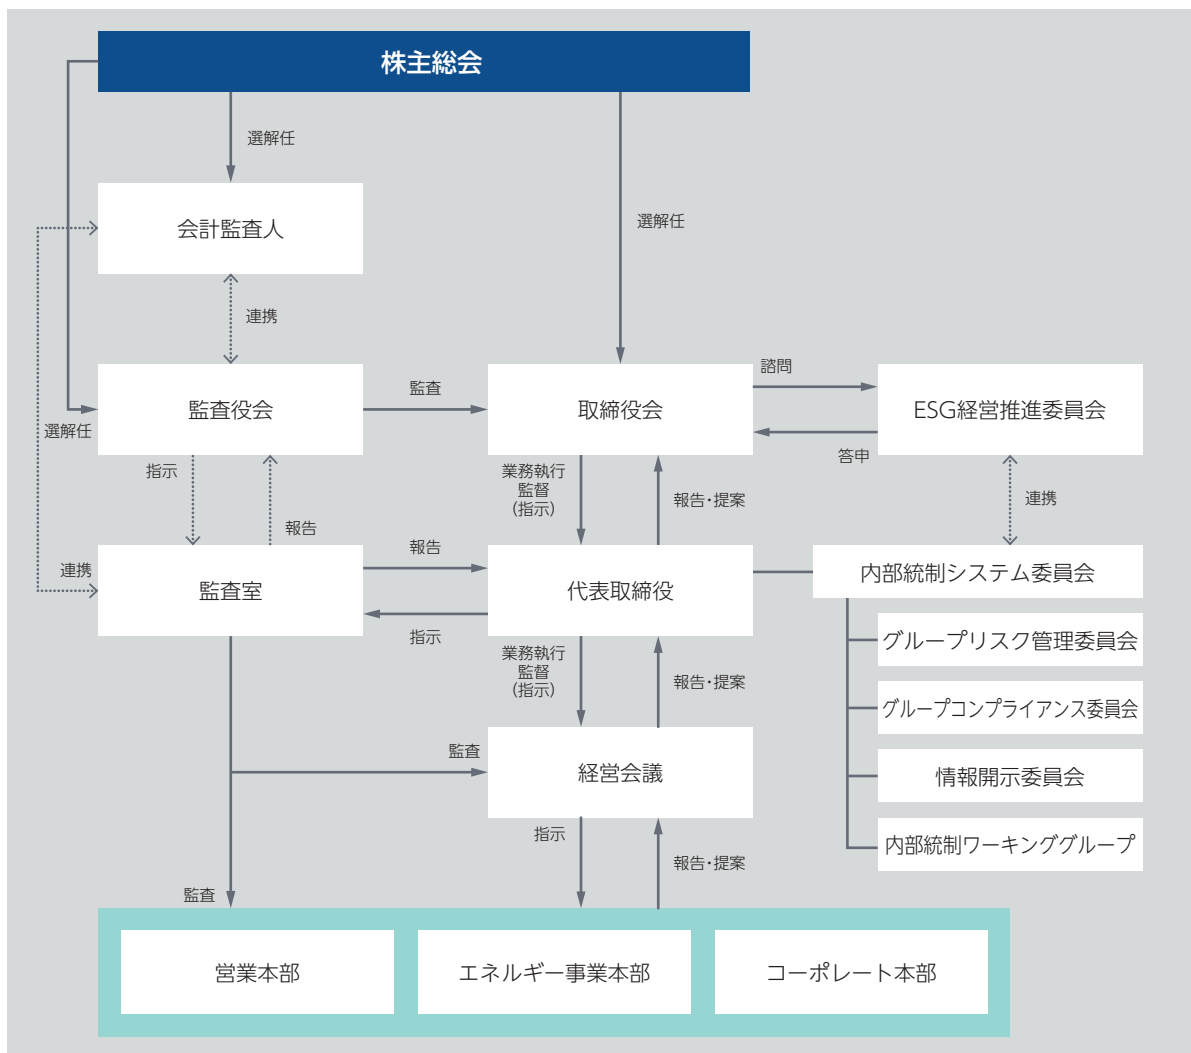 株主総会
選解任
会計監査人
選解任
連携
諮問
監査
監査役会
取締役会
ESG経営推進委員会
選解任
答申
指示
業務執行
監督
(指示)
報告・提案
連携
報告
報告
連携
監査室
代表取締役
内部統制システム委員会
指示
グループリスク管理委員会
業務執行
監督
(指示)
報告・提案
グループコンプライアンス委員会
監査
経営会議
情報開示委員会
指示
内部統制ワーキンググループ
報告・提案
監査
営業本部
エネルギー事業本部
コーポレート本部